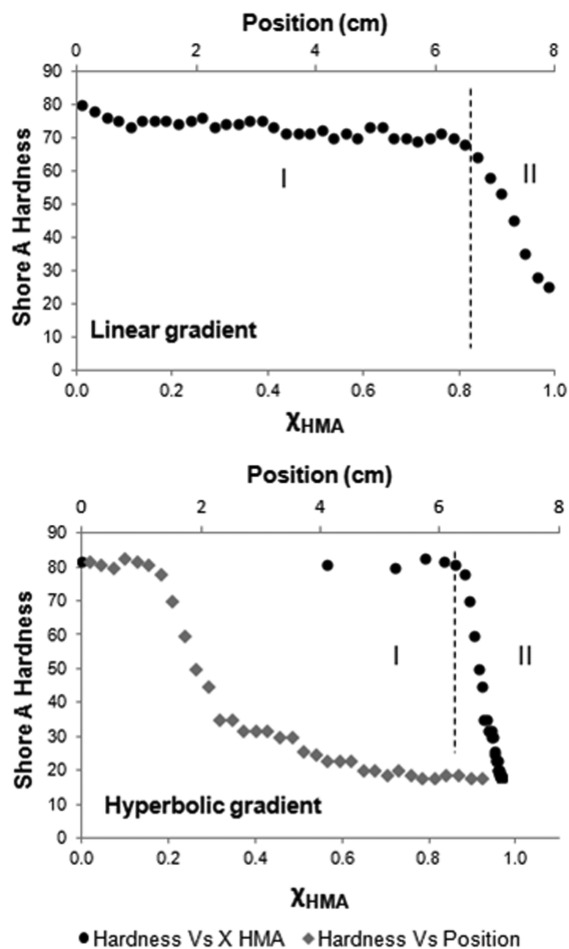 Position (cm)
0 2 4 6 8
90
80
70
60
50
40
30
20
10
0
Shore A Hardness
I
II
Linear gradient
0.0 0.2 0.4 0.6 0.8 1.0
χHMA
Position (cm)
0 2 4 6 8
90
80
70
60
50
40
30
20
10
0
Shore A Hardness
I
II
Hyperbolic gradient
0.0 0.2 0.4 0.6 0.8 1.0
χHMA
Hardness Vs X HMA Hardness Vs Position